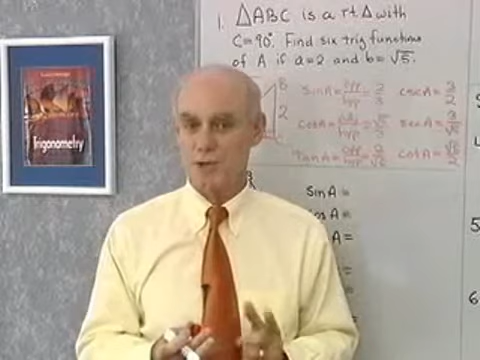 1. △ABC is a rt △ with
C=90°. Find six trig functions
of A if a=2 and b=√5.
B
2
C
sin A = opp/hyp = 2/3 csc A = 3/2
cos A = adj/hyp = √5/3 sec A = 3/√5
tan A = opp/adj = 2/√5 cot A = √5/2
Trigonometry
sin A =
cos A =
A =
=
=
5
6